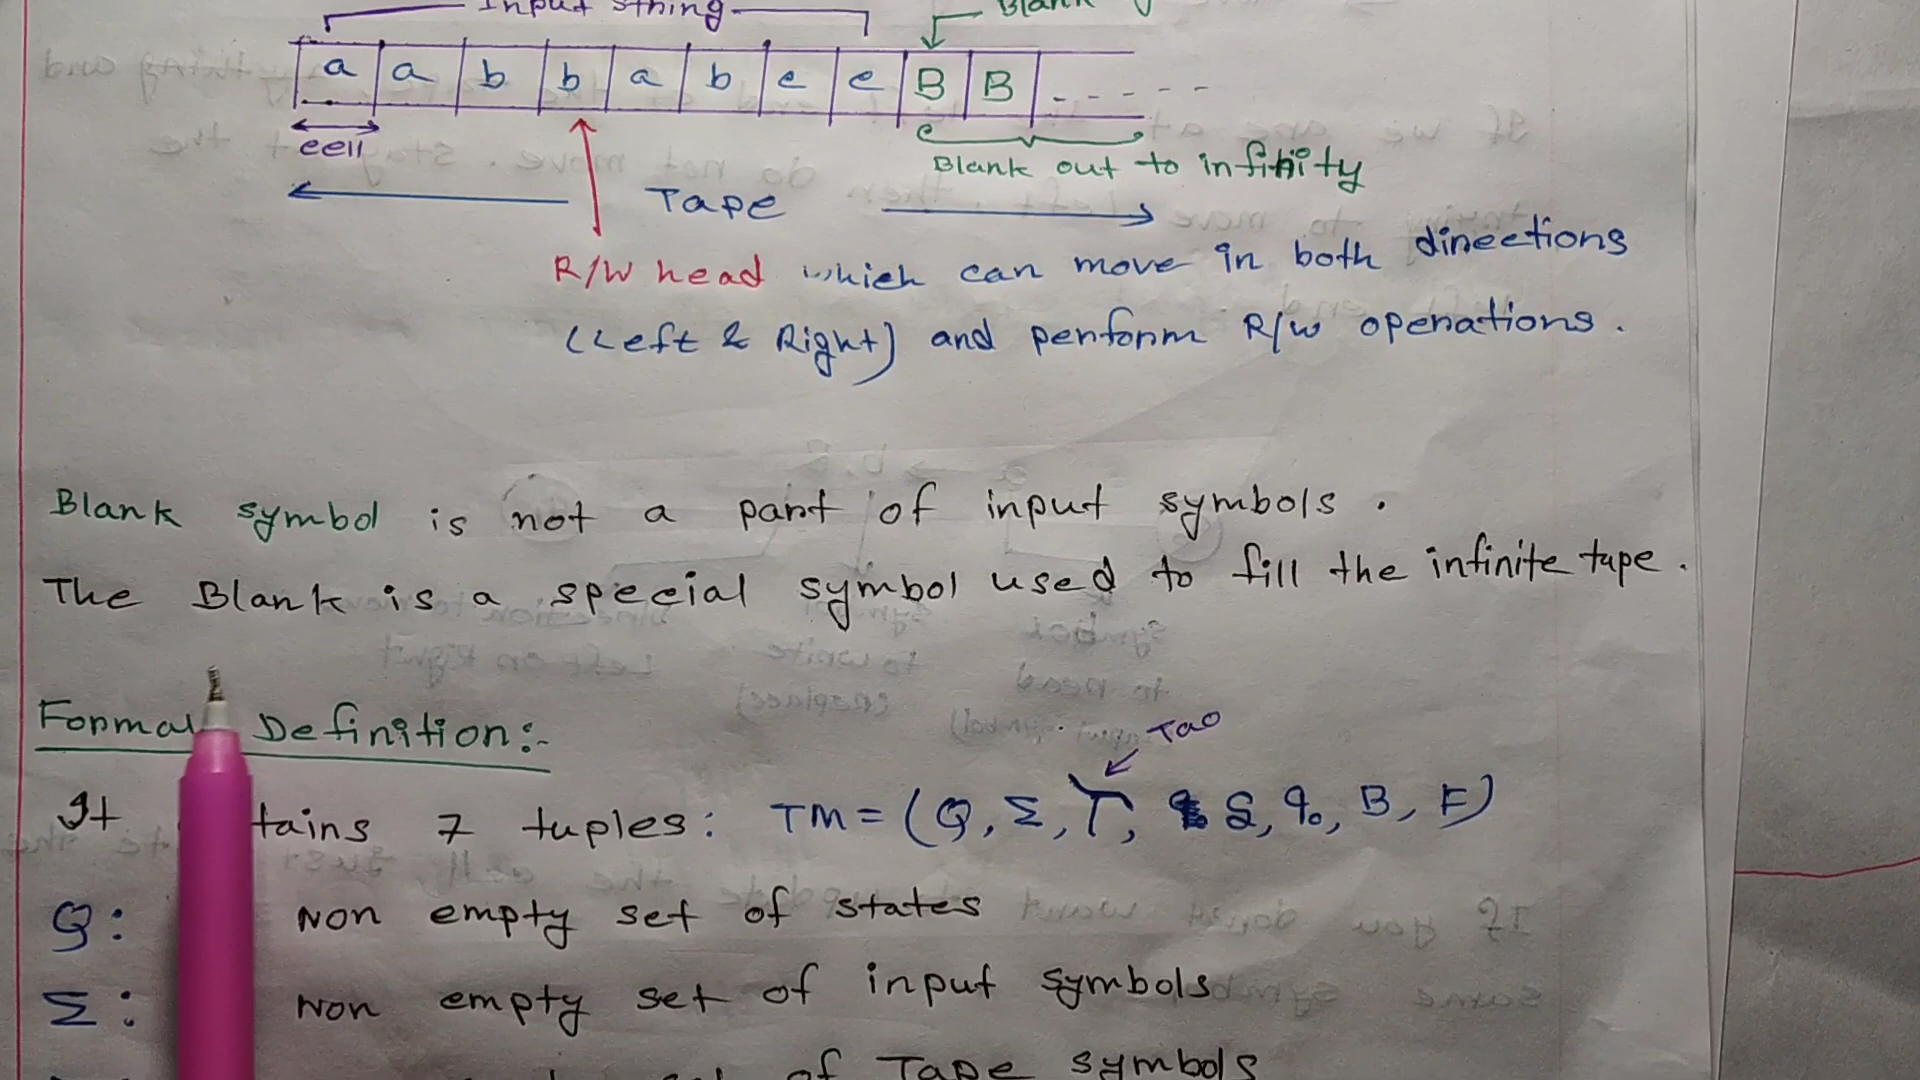 Input string
Blank
a a b b a b c c B B - - - - -
cell
Blank out to infinity
Tape
R/W head which can move in both directions
(Left & Right) and perform R/W operations.
Blank symbol is not a part of input symbols.
The Blank is a special symbol used to fill the infinite tape.
Formal Definition:-
Tao
It tains 7 tuples: TM = (Q, Σ, Τ, δ, q₀, B, F)
Q: Non empty set of states
Σ: Non empty set of input symbols
of Tape symbols